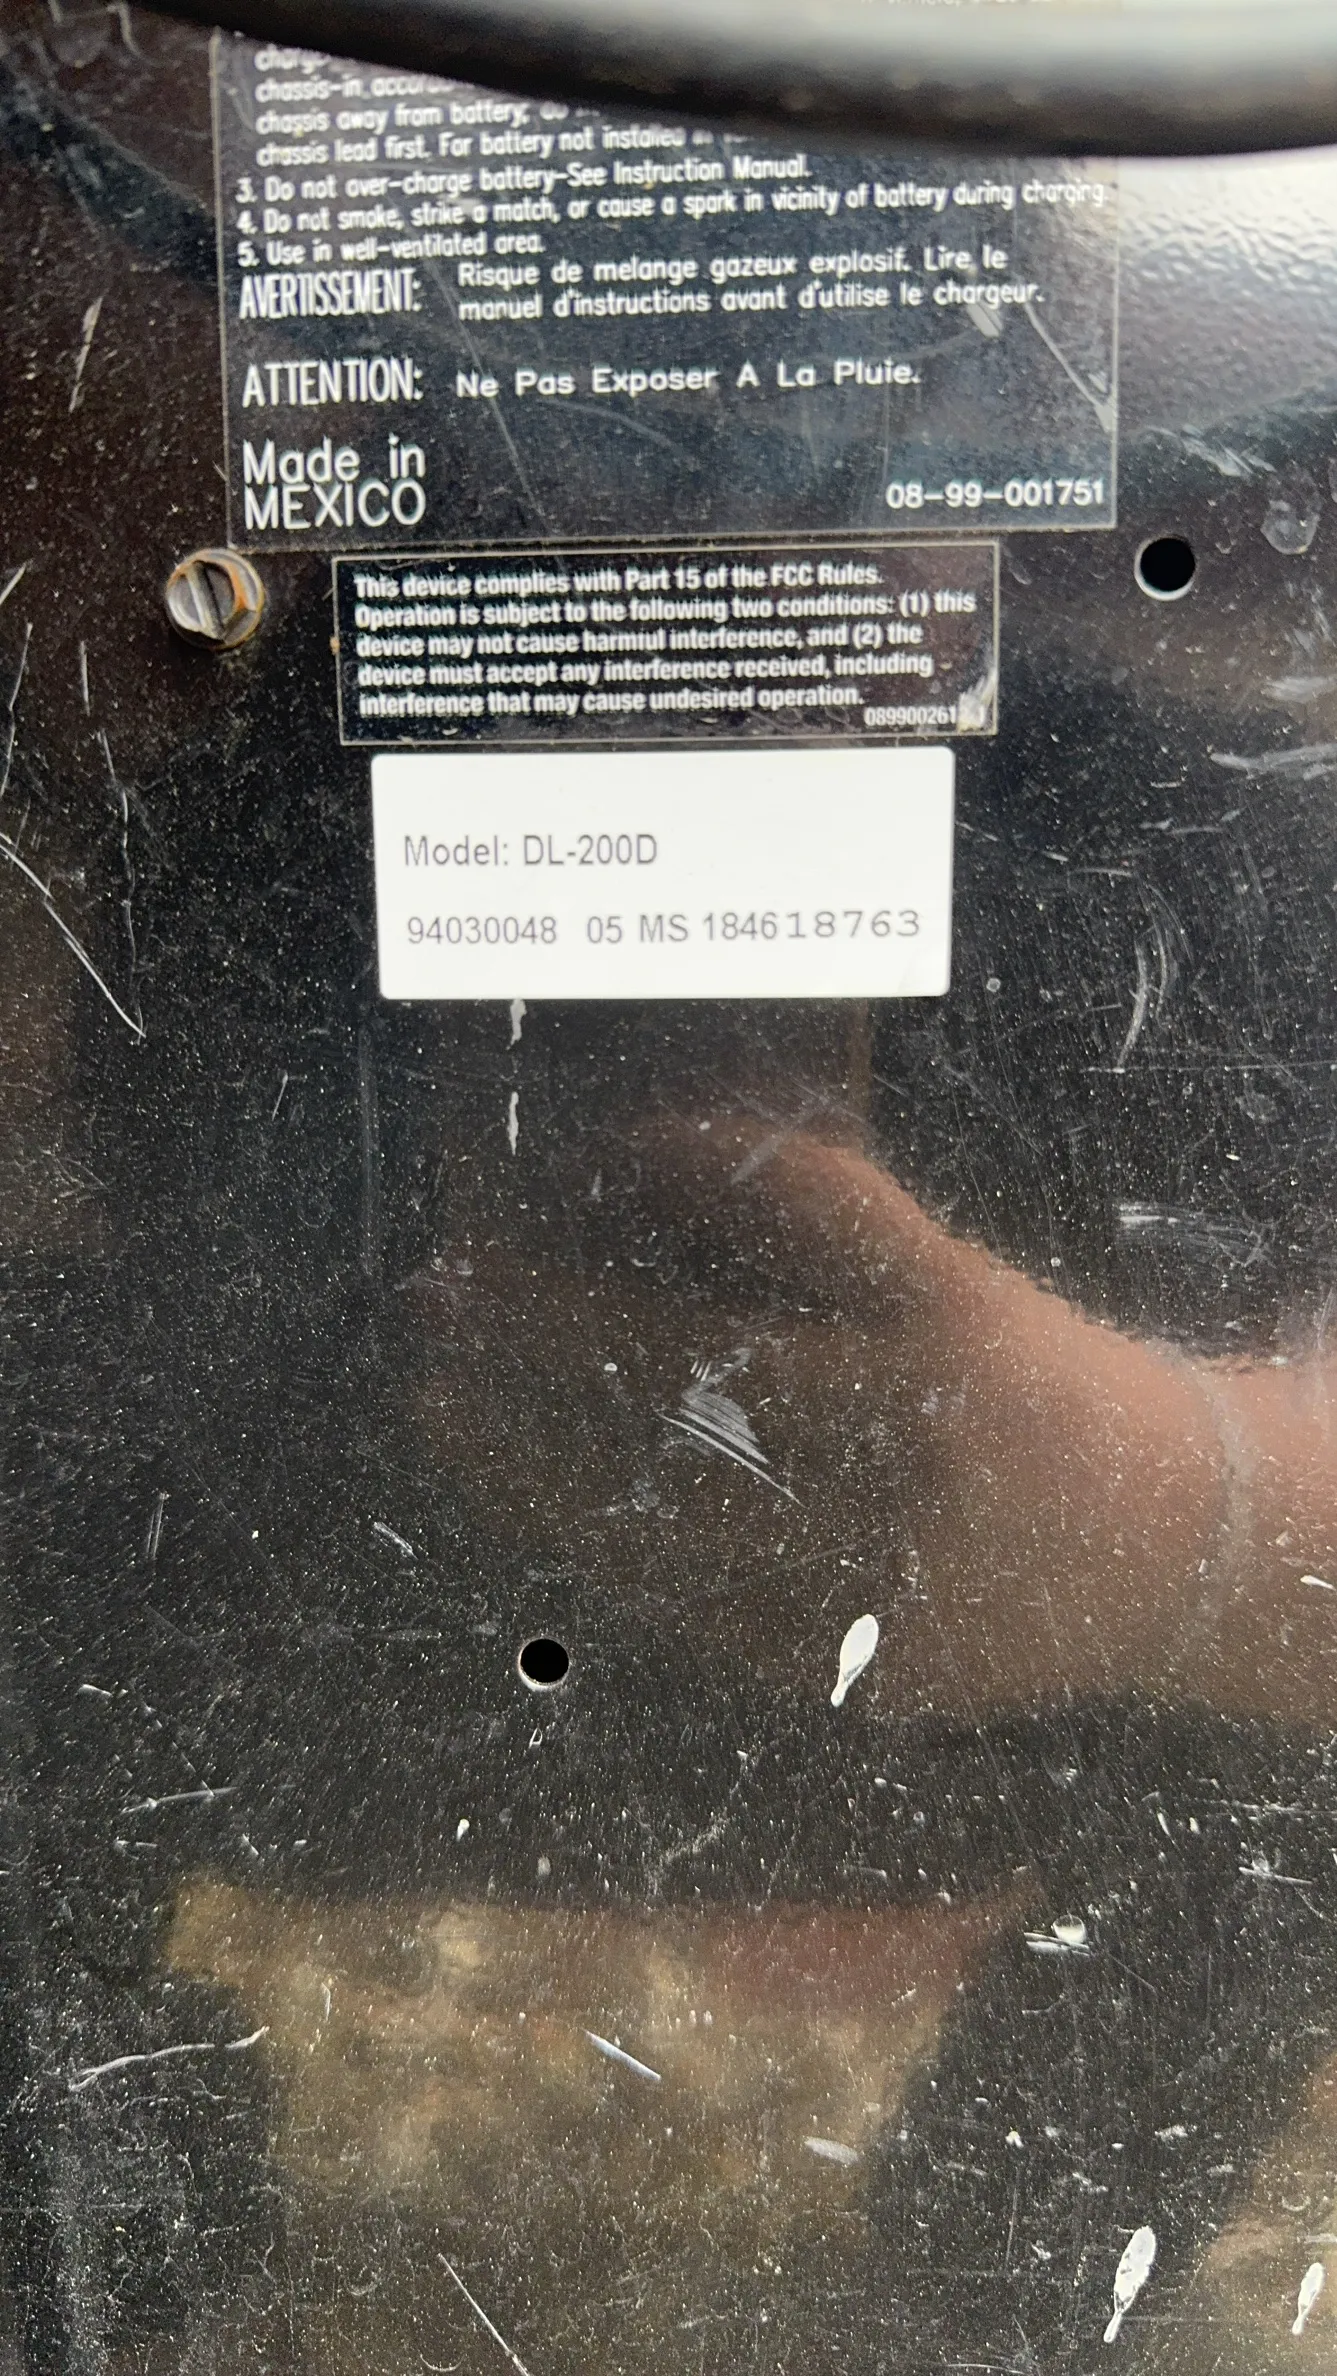 chassis-in
chassis away from battery;
chassis lead first. For battery not installed in
3. Do not over-charge battery-See Instruction Manual.
4. Do not smoke, strike a match, or cause a spark in vicinity of battery during charging.
5. Use in well-ventilated area.
AVERTISSEMENT: Risque de melange gazeux explosif. Lire le
manuel d'instructions avant d'utilise le chargeur.
ATTENTION: Ne Pas Exposer A La Pluie.
Made in
MEXICO
08-99-001751
This device complies with Part 15 of the FCC Rules.
Operation is subject to the following two conditions: (1) this
device may not cause harmful interference, and (2) the
device must accept any interference received, including
interference that may cause undesired operation.
Model: DL-200D
94030048 05 MS 184618763